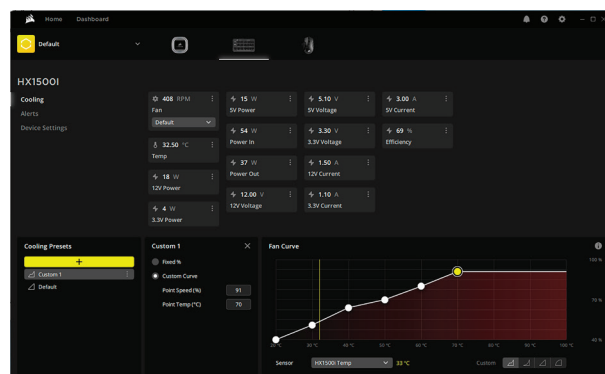 Home Dashboard
Default
HX1500I
Cooling
Alerts
Device Settings
408 RPM
Fan
Default
32.50 °C
Temp
18 W
12V Power
4 W
3.3V Power
15 W
5V Power
54 W
Power In
37 W
Power Out
12.00 V
12V Voltage
5.10 V
5V Voltage
3.30 V
3.3V Voltage
1.50 A
12V Current
1.10 A
3.3V Current
3.00 A
5V Current
69 %
Efficiency
Cooling Presets
+
Custom 1
Default
Custom 1
Fixed %
Custom Curve
Point Speed (%) 91
Point Temp (°C) 70
Fan Curve
100 %
70 %
40 %
20 °C 30 °C 40 °C 50 °C 60 °C 70 °C 80 °C 90 °C 100 °C
Sensor HX1500i Temp 33 °C Custom